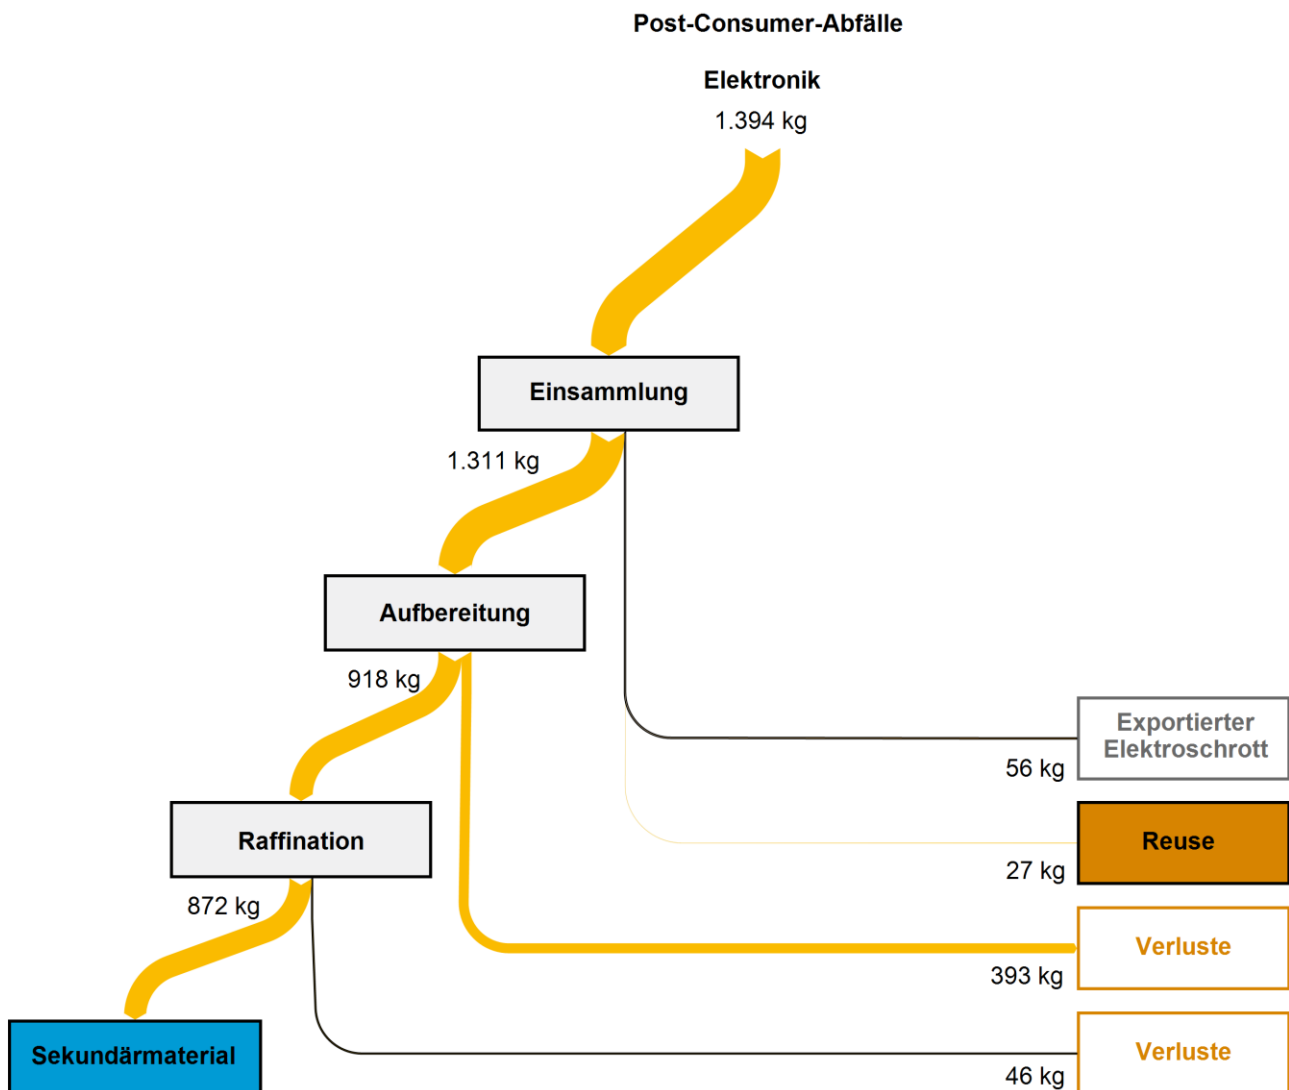 Post-Consumer-Abfälle
Elektronik
1.394 kg
Einsammlung
1.311 kg
Aufbereitung
918 kg
Exportierter
Elektroschrott
56 kg
Raffination
Reuse
27 kg
872 kg
Verluste
393 kg
Sekundärmaterial
Verluste
46 kg